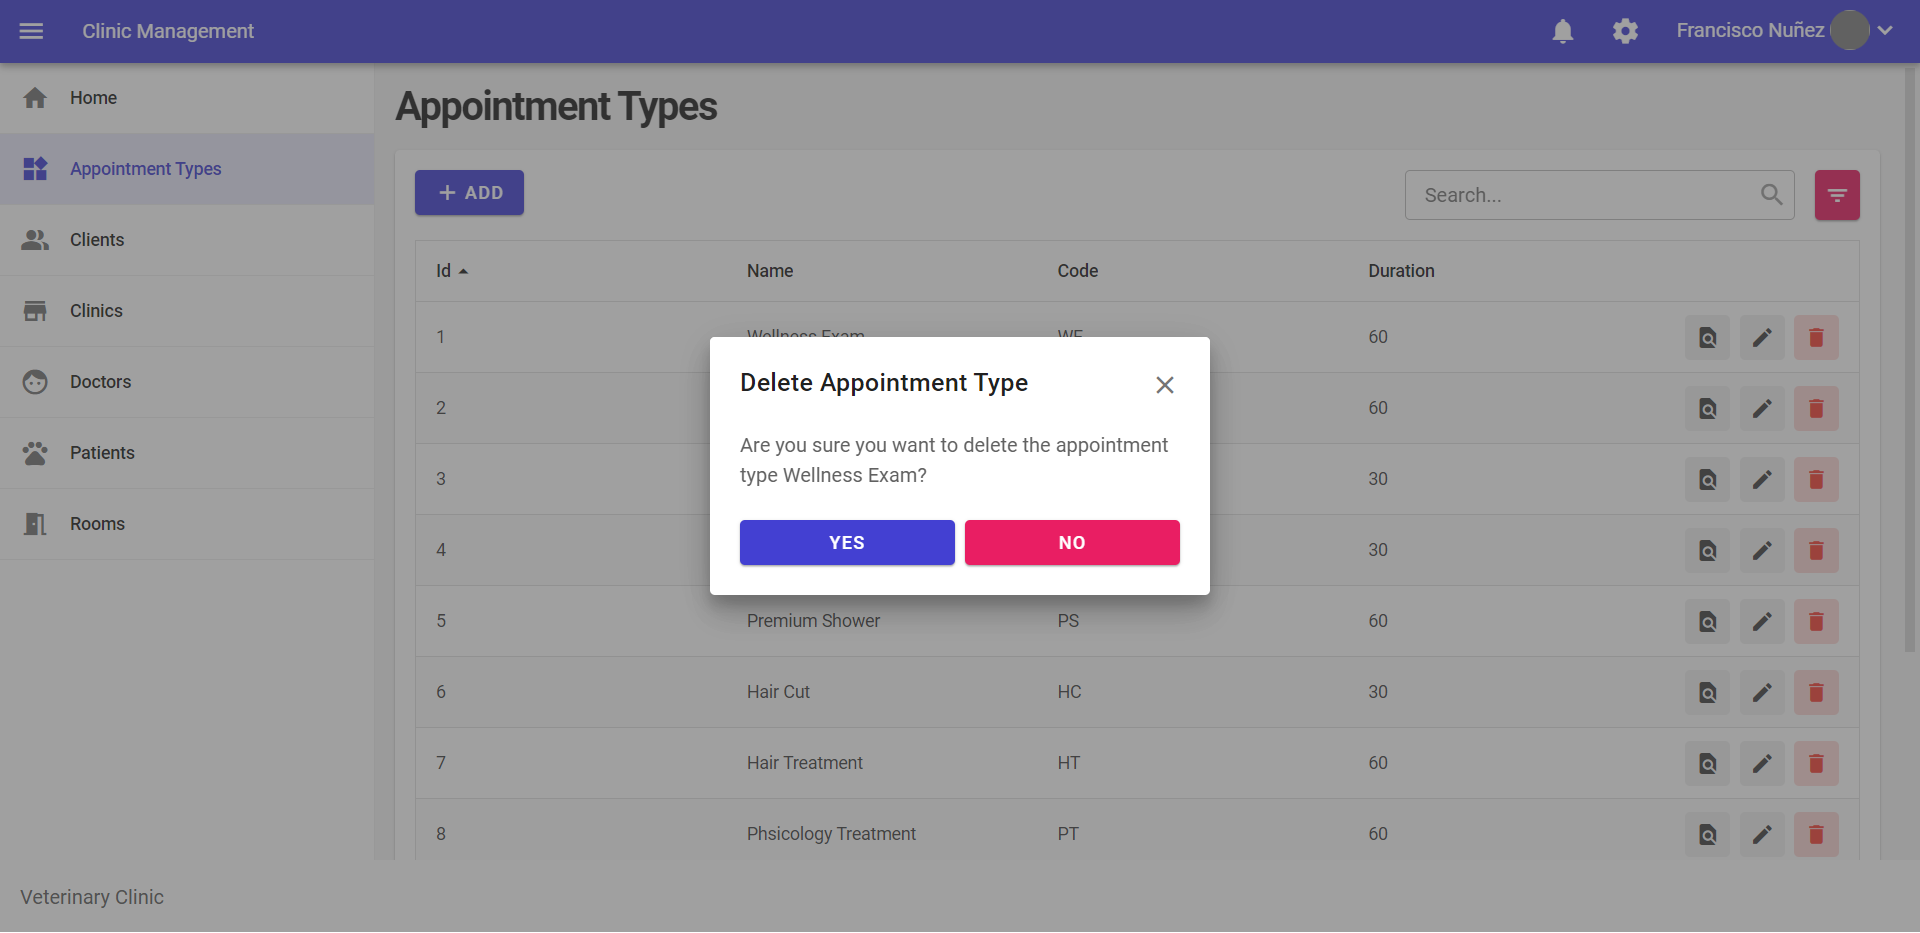 Clinic Management
Francisco Nuñez
Home
Appointment Types
Clients
Clinics
Doctors
Patients
Rooms
Appointment Types
ADD
Search...
Id Name Code Duration
1 Wellness Exam WE 60
2 60
3 30
4 30
Delete Appointment Type
Are you sure you want to delete the appointment
type Wellness Exam?
YES NO
5 Premium Shower PS 60
6 Hair Cut HC 30
7 Hair Treatment HT 60
8 Phsicology Treatment PT 60
Veterinary Clinic